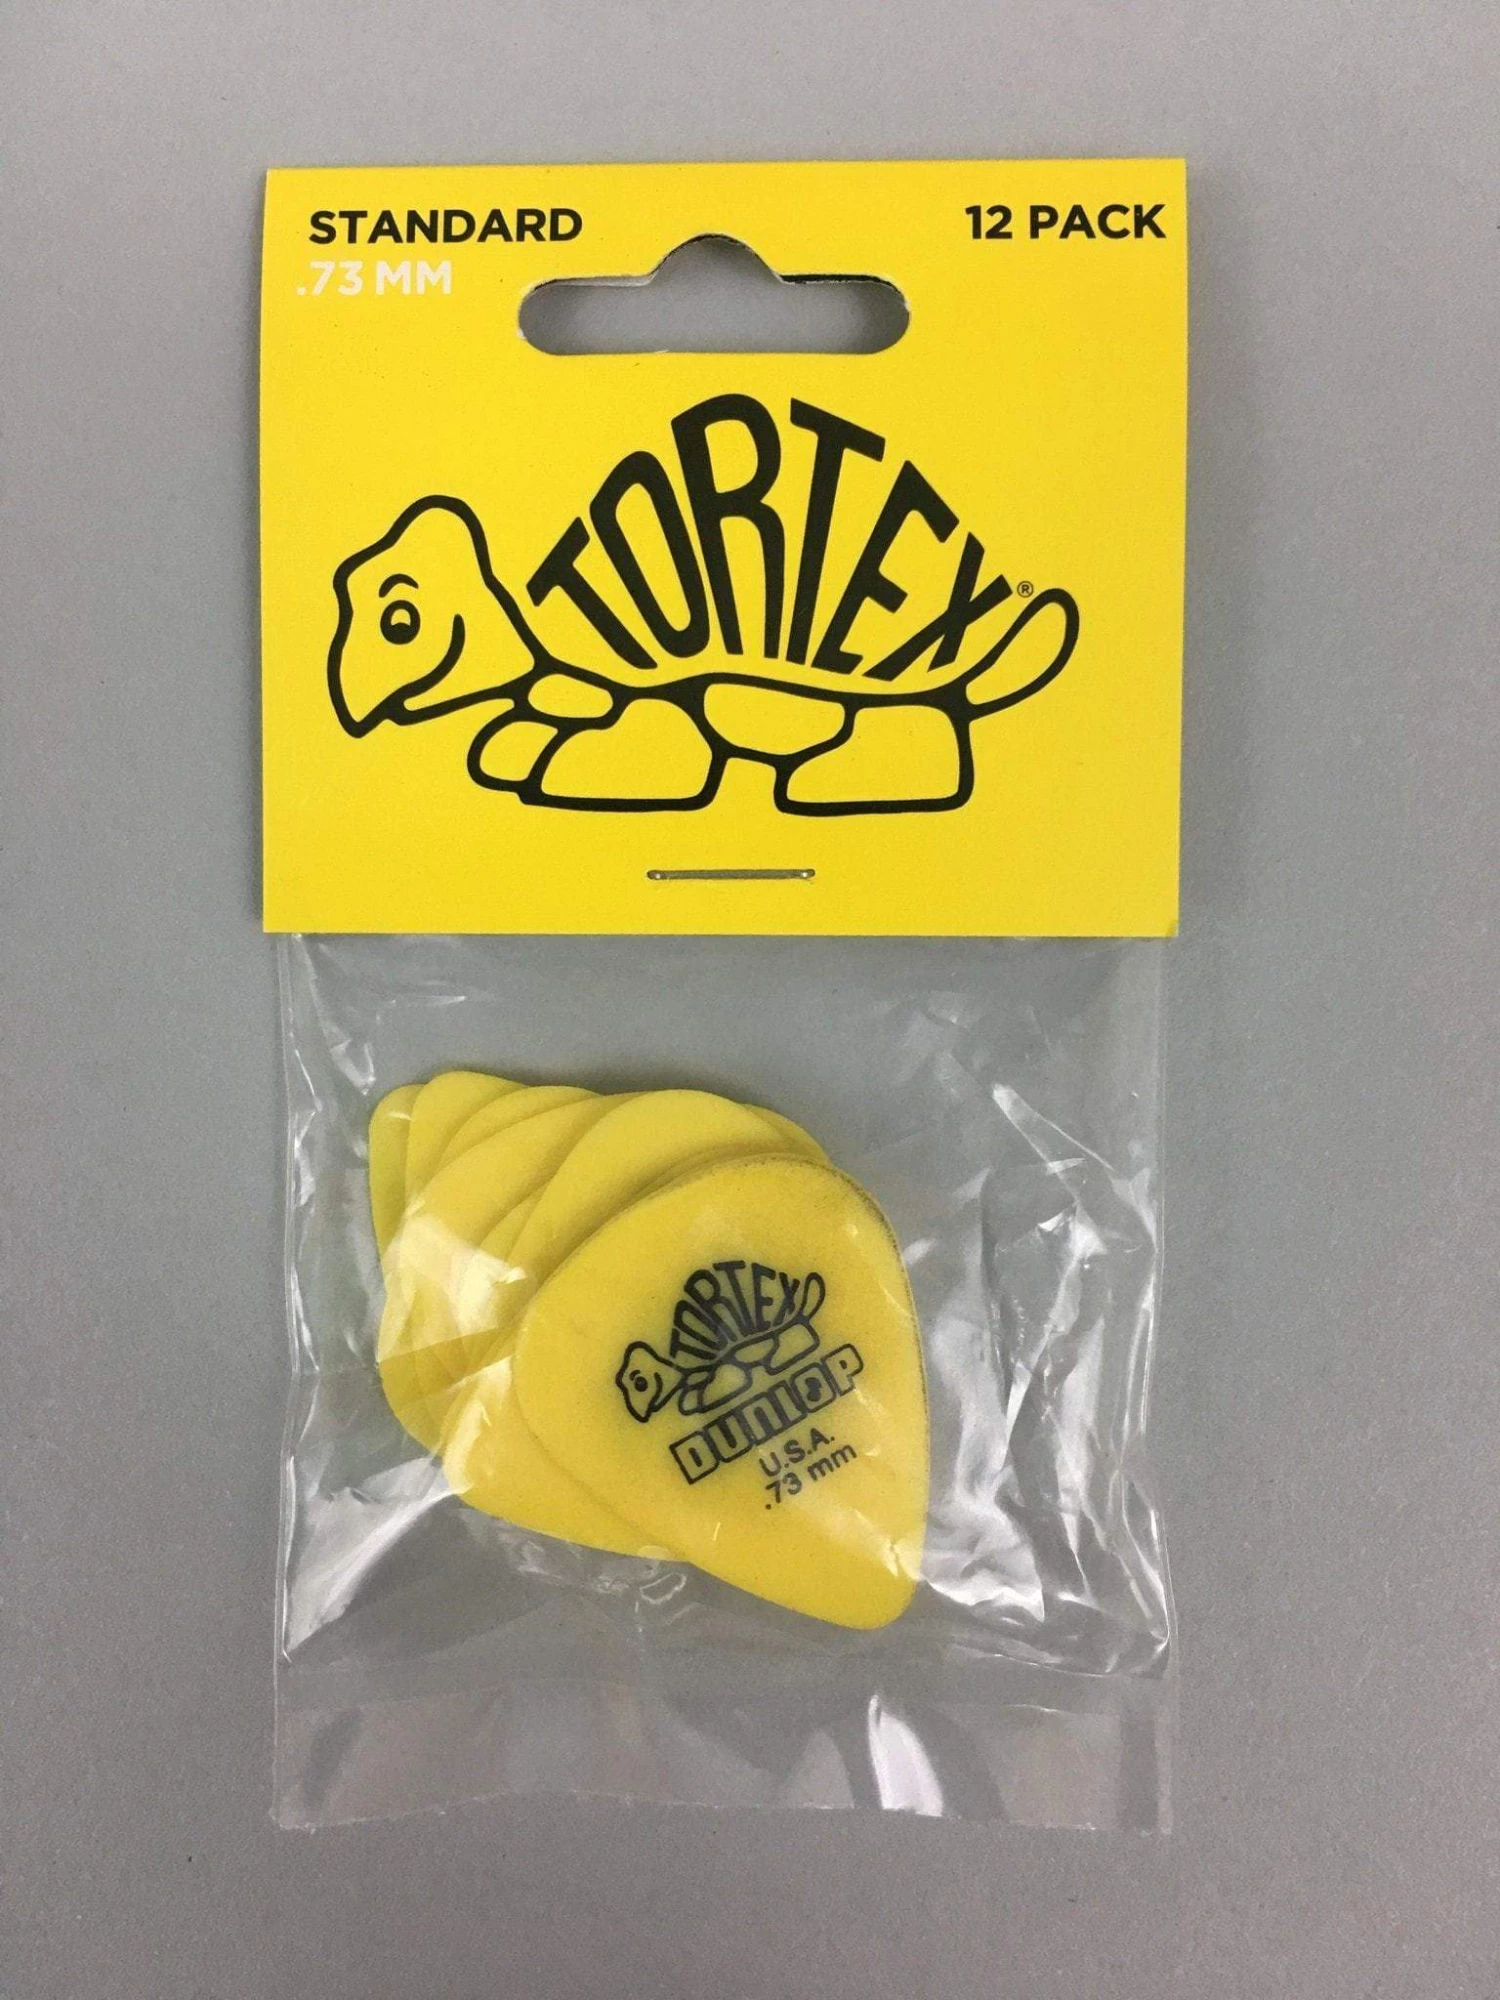 STANDARD
.73 MM
12 PACK
TORTEX®
TORTEX
DUNLOP
U.S.A.
.73 mm